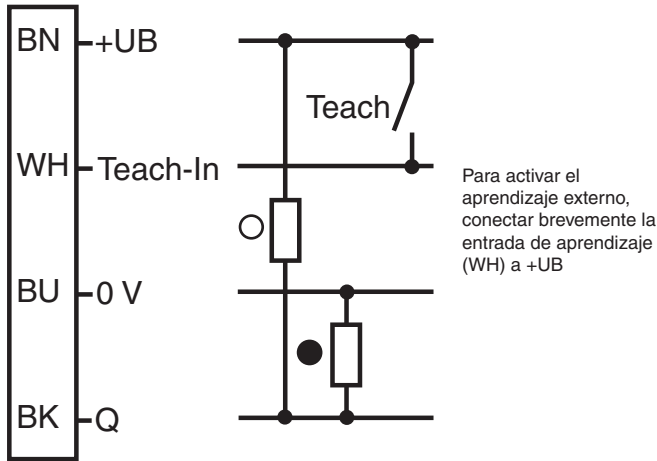 BN +UB
Teach
WH Teach-In
Para activar el
aprendizaje externo,
conectar brevemente la
entrada de aprendizaje
(WH) a +UB
BU 0 V
BK Q